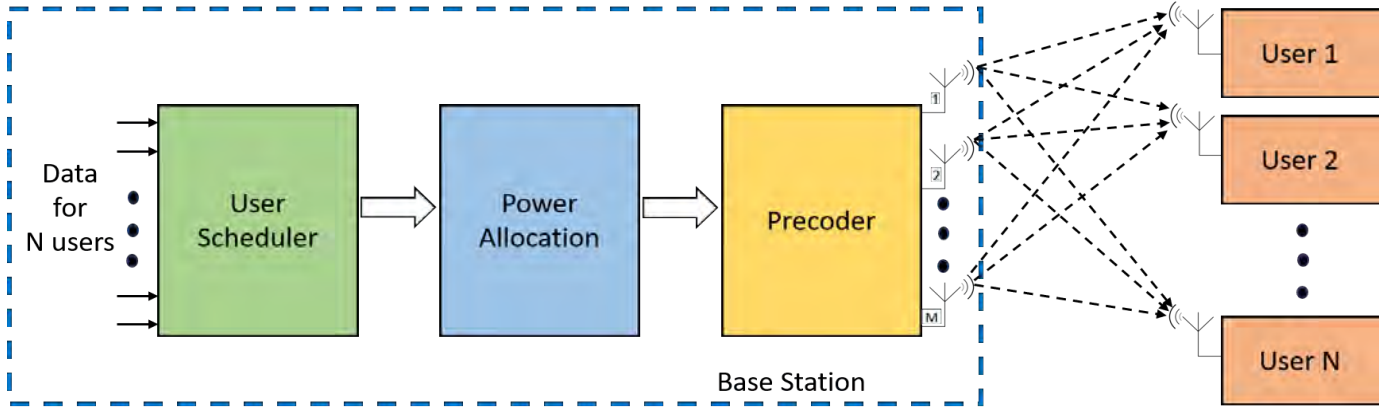 Data
for
N users
User
Scheduler
Power
Allocation
Precoder
1
2
M
Base Station
User 1
User 2
User N